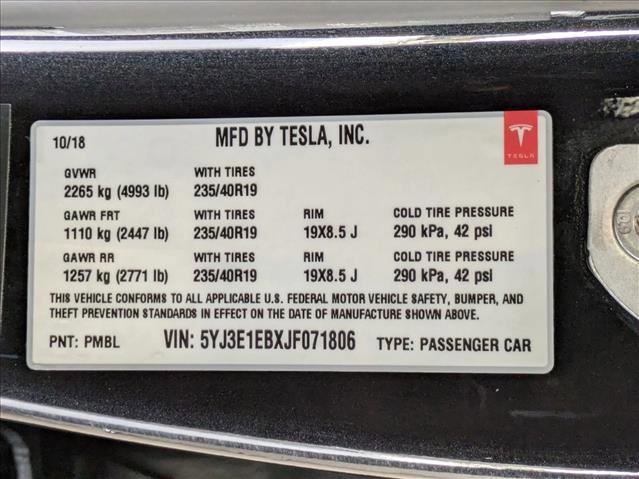 10/18 MFD BY TESLA, INC.
TESLA
GVWR WITH TIRES
2265 kg (4993 lb) 235/40R19
GAWR FRT WITH TIRES RIM COLD TIRE PRESSURE
1110 kg (2447 lb) 235/40R19 19X8.5 J 290 kPa, 42 psi
GAWR RR WITH TIRES RIM COLD TIRE PRESSURE
1257 kg (2771 lb) 235/40R19 19X8.5 J 290 kPa, 42 psi
THIS VEHICLE CONFORMS TO ALL APPLICABLE U.S. FEDERAL MOTOR VEHICLE SAFETY, BUMPER, AND
THEFT PREVENTION STANDARDS IN EFFECT ON THE DATE OF MANUFACTURE SHOWN ABOVE.
PNT: PMBL VIN: 5YJ3E1EBXJF071806 TYPE: PASSENGER CAR